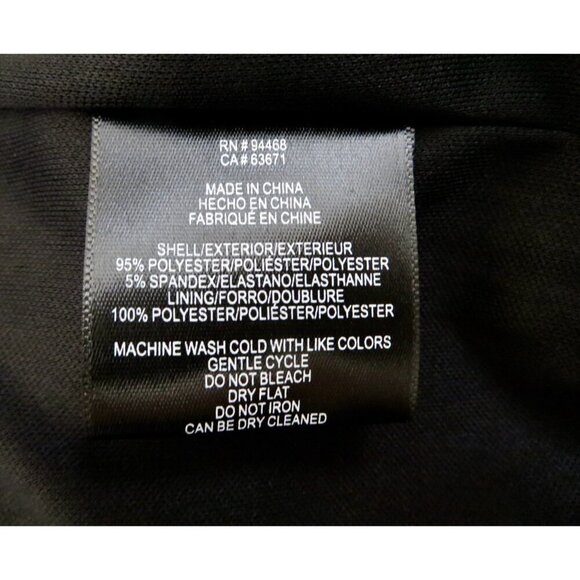 RN # 94468
CA # 63671
MADE IN CHINA
HECHO EN CHINA
FABRIQUÉ EN CHINE
SHELL/EXTERIOR/EXTERIEUR
95% POLYESTER/POLIÉSTER/POLYESTER
5% SPANDEX/ELASTANO/ELASTHANNE
LINING/FORRO/DOUBLURE
100% POLYESTER/POLIÉSTER/POLYESTER
MACHINE WASH COLD WITH LIKE COLORS
GENTLE CYCLE
DO NOT BLEACH
DRY FLAT
DO NOT IRON
CAN BE DRY CLEANED